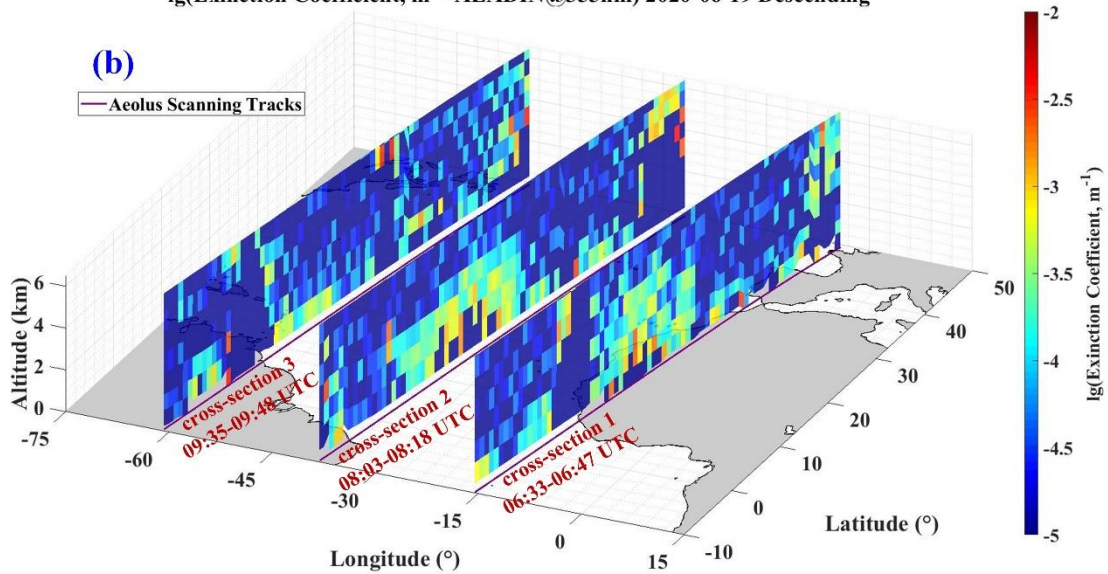 (b)
Aeolus Scanning Tracks
Altitude (km)
6
4
2
0
cross-section 3
09:35-09:48 UTC
cross-section 2
08:03-08:18 UTC
cross-section 1
06:33-06:47 UTC
-75
-60
-45
-30
-15
0
15
Longitude (°)
-10
0
10
20
30
40
50
Latitude (°)
-2
-2.5
-3
-3.5
-4
-4.5
-5
lg(Exinction Coefficient, m⁻¹)